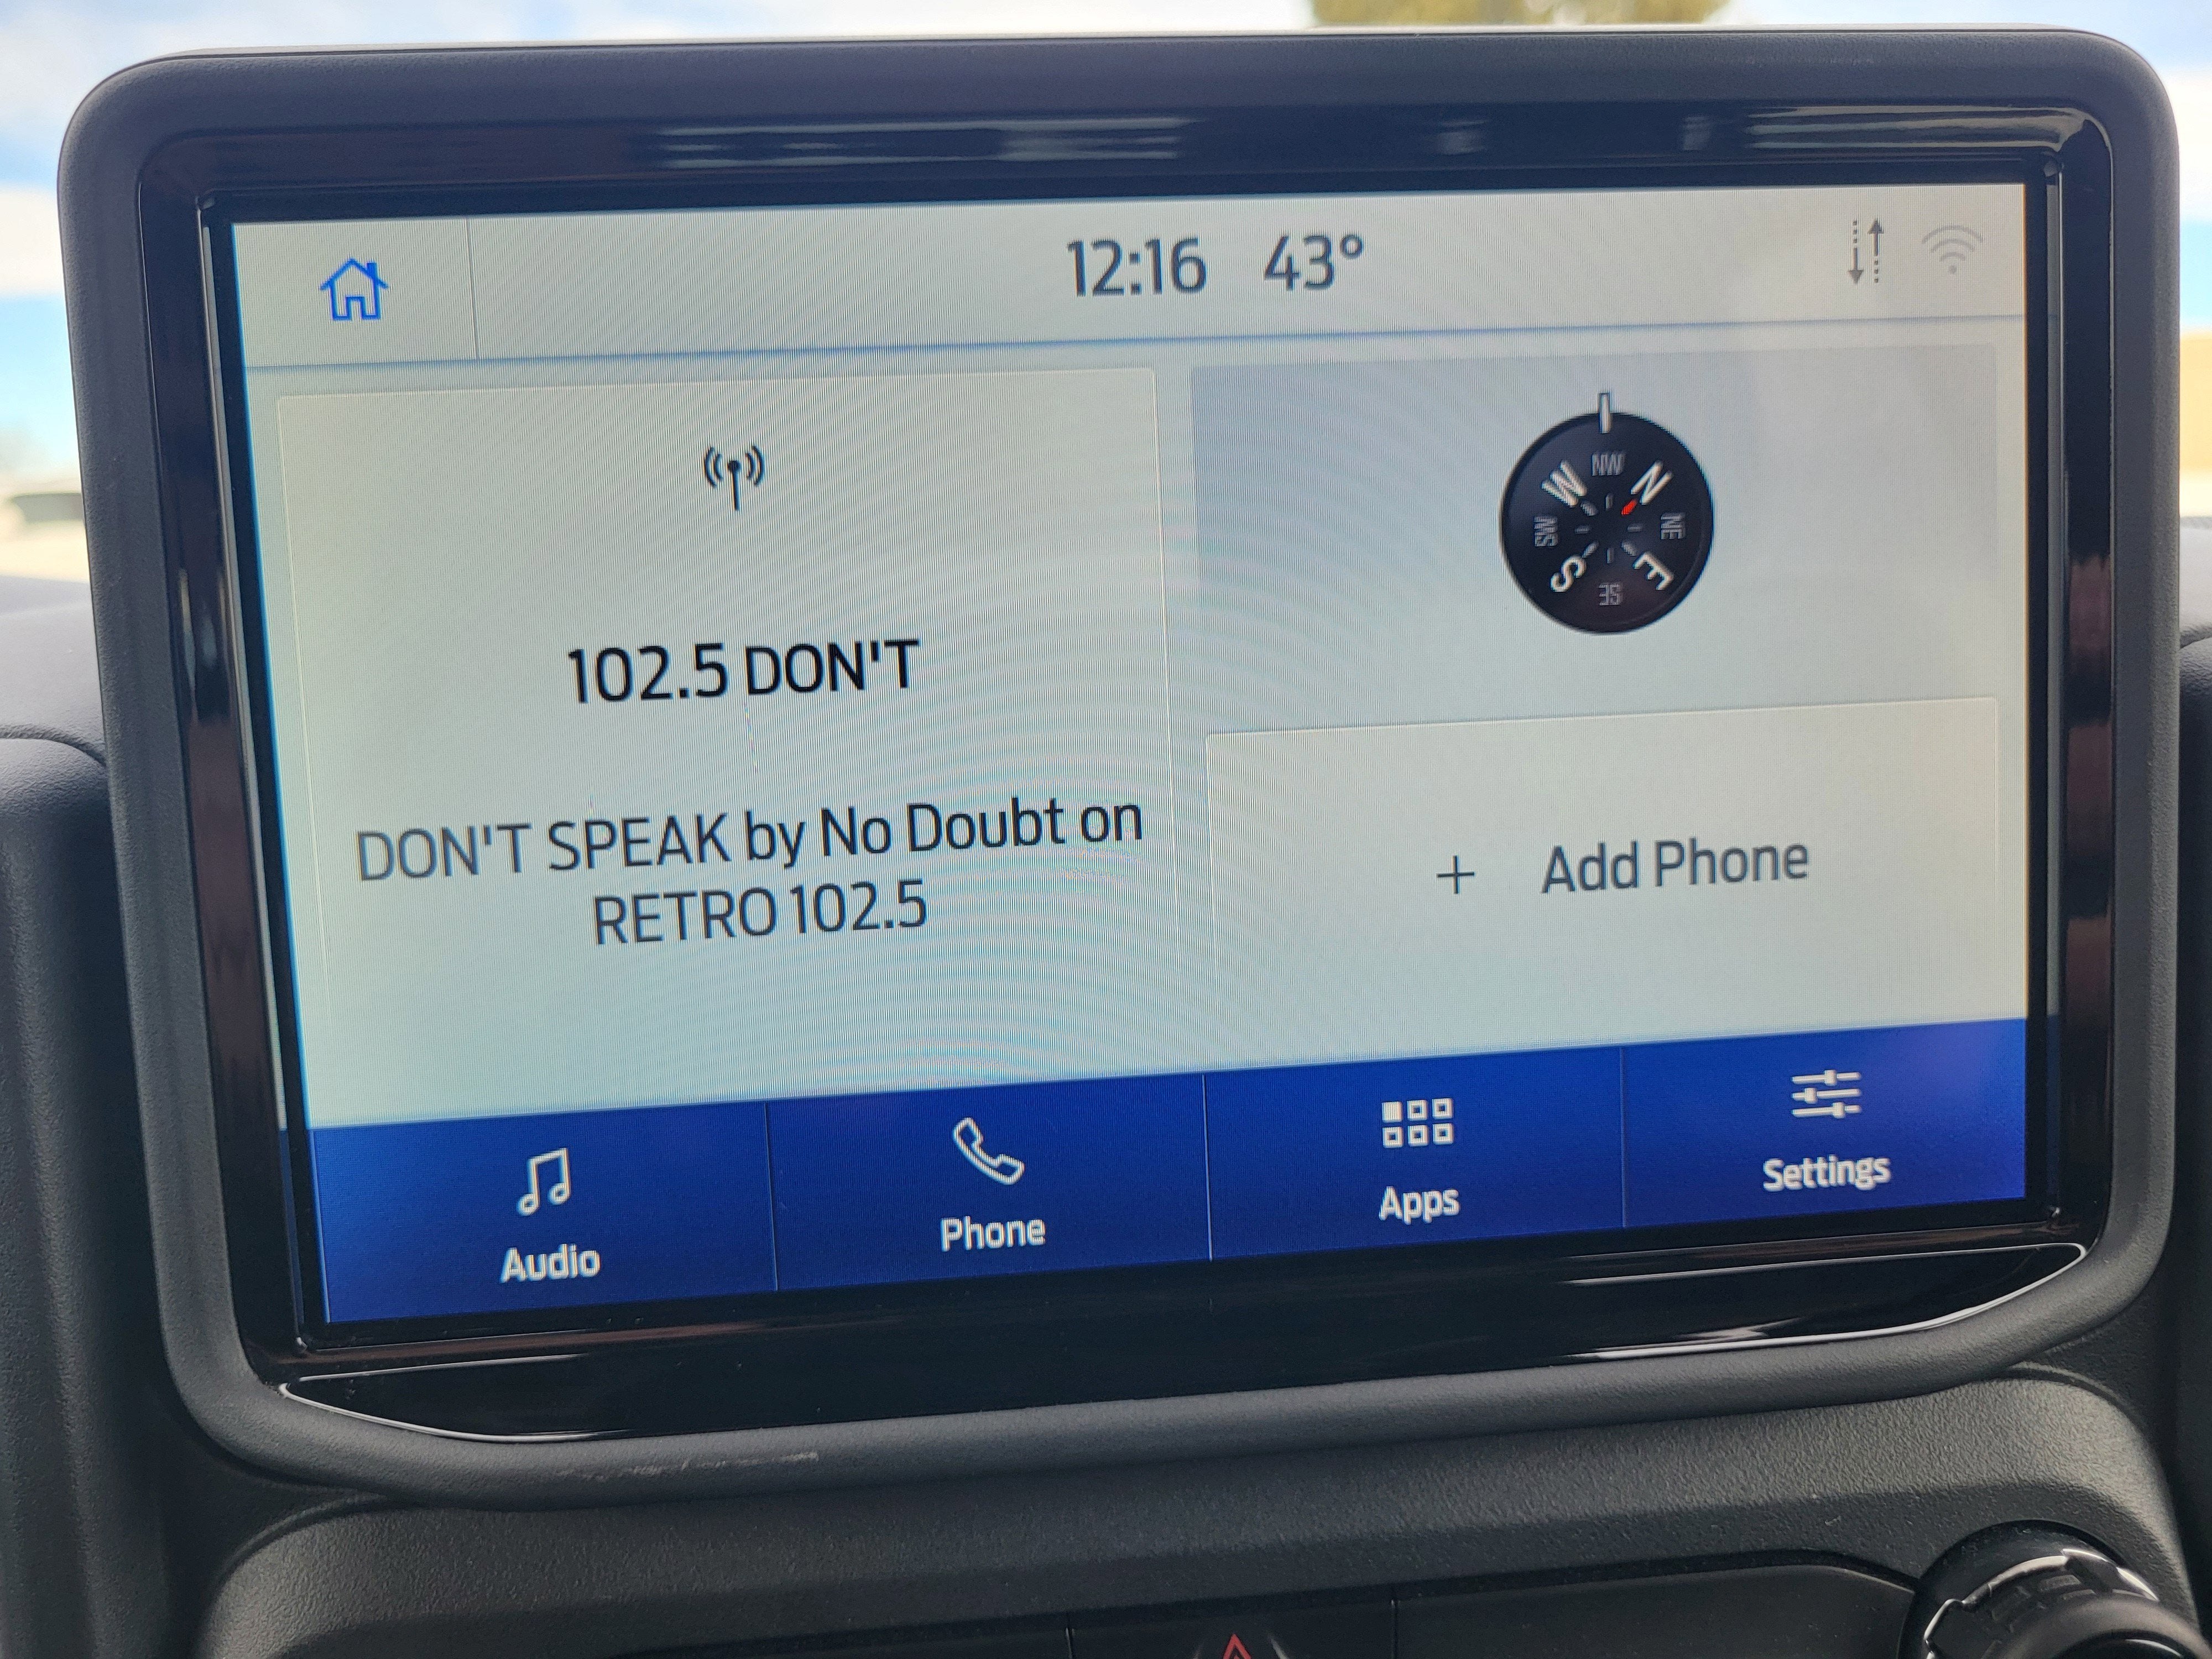 12:16 43°
NW
W N
SW NE
S E
SE
102.5 DON'T
DON'T SPEAK by No Doubt on
RETRO 102.5
+ Add Phone
Audio
Phone
Apps
Settings